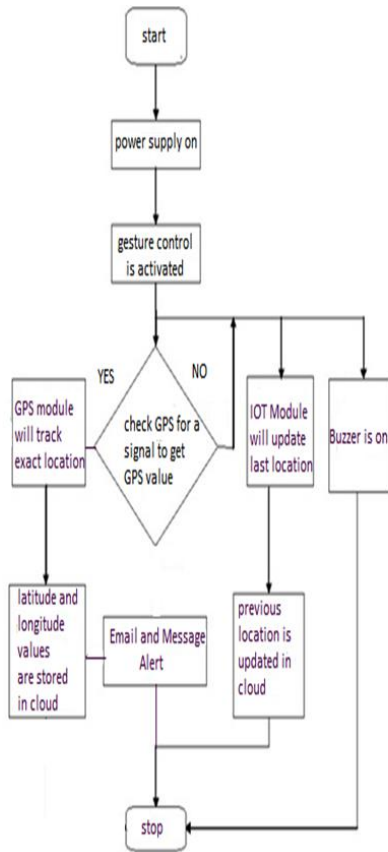 start
power supply on
gesture control
is activated
YES
NO
GPS module
will track
exact location
check GPS for a
signal to get
GPS value
IOT Module
will update
last location
Buzzer is on
latitude and
longitude
values
are stored
in cloud
Email and Message
Alert
previous
location is
updated in
cloud
stop